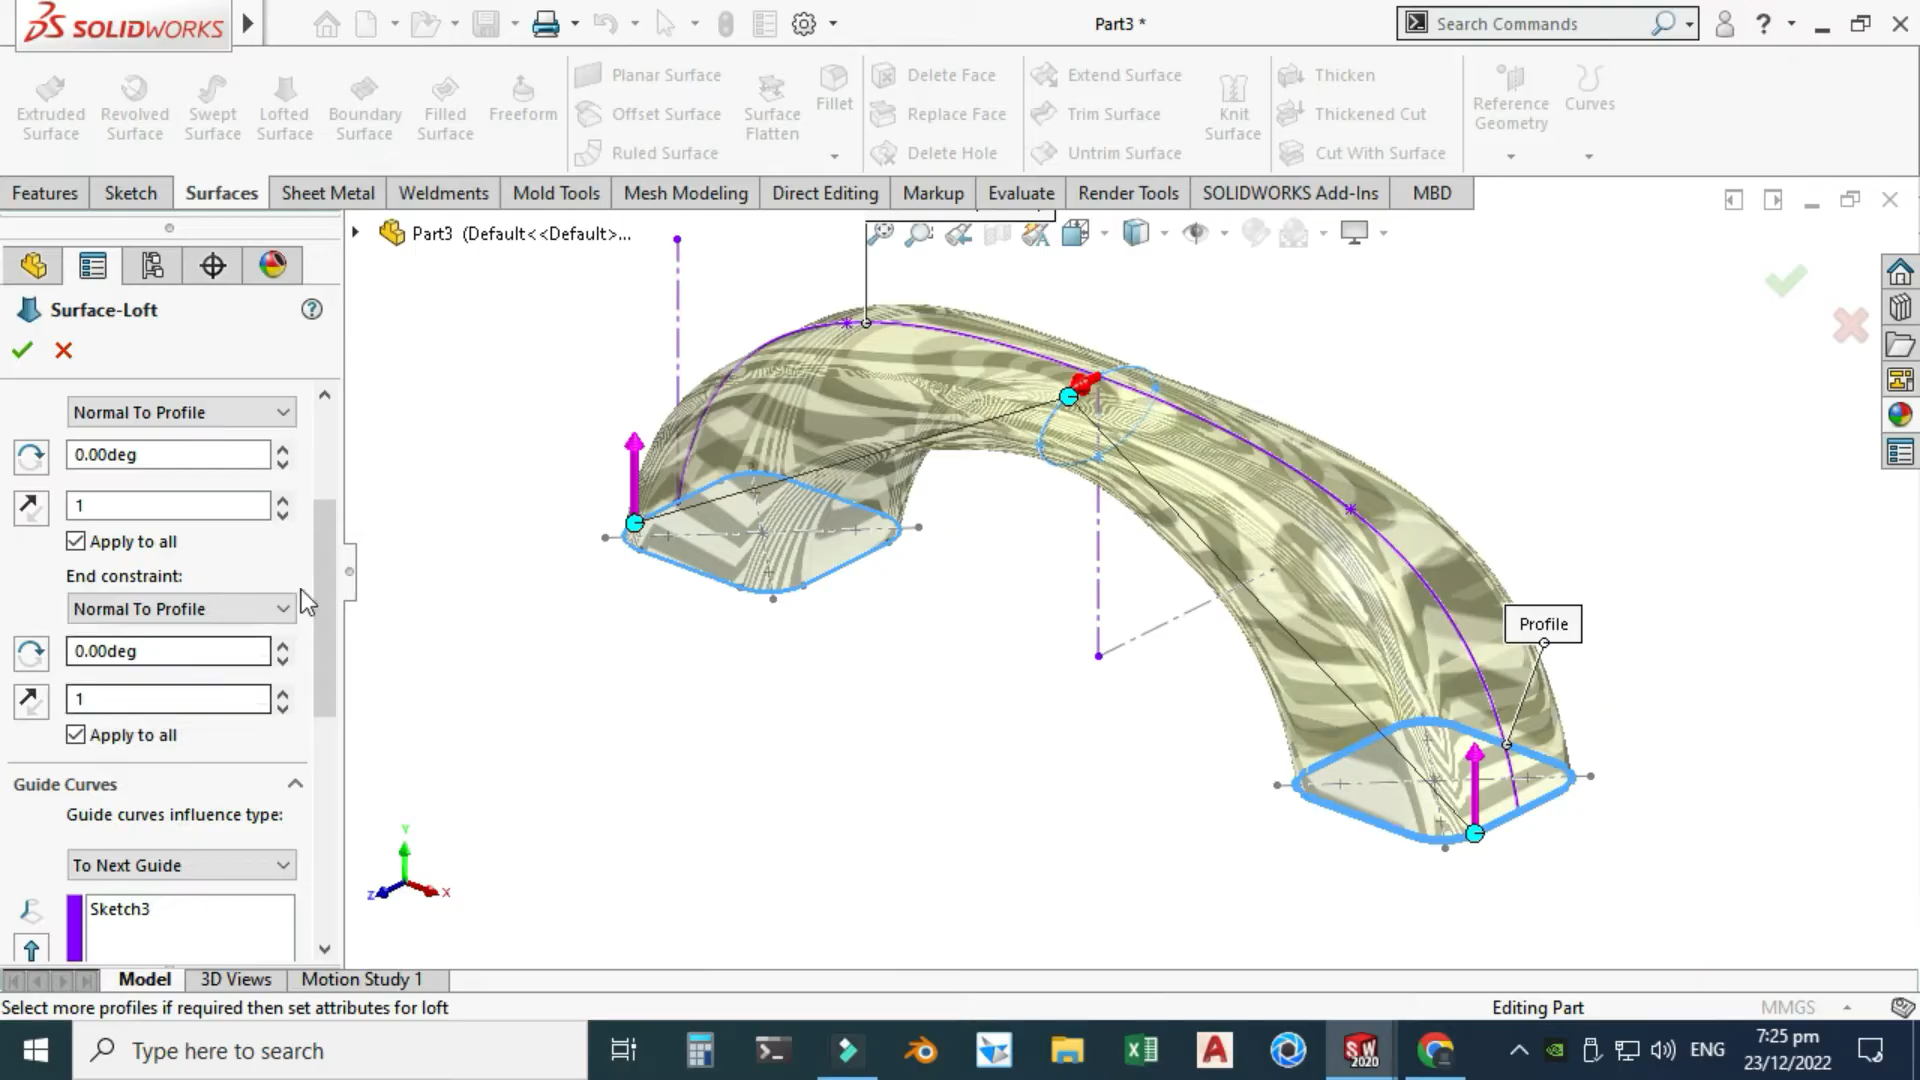 SOLIDWORKS
Part3 *
Search Commands
Extruded Surface
Revolved Surface
Swept Surface
Lofted Surface
Boundary Surface
Filled Surface
Freeform
Planar Surface
Offset Surface
Ruled Surface
Surface Flatten
Fillet
Delete Face
Replace Face
Delete Hole
Extend Surface
Trim Surface
Untrim Surface
Knit Surface
Thicken
Thickened Cut
Cut With Surface
Reference Geometry
Curves
Features
Sketch
Surfaces
Sheet Metal
Weldments
Mold Tools
Mesh Modeling
Direct Editing
Markup
Evaluate
Render Tools
SOLIDWORKS Add-Ins
MBD
Part3 (Default<<Default>...
Surface-Loft
Normal To Profile
0.00deg
1
Apply to all
End constraint:
Normal To Profile
0.00deg
1
Apply to all
Guide Curves
Guide curves influence type:
To Next Guide
Sketch3
Profile
Y
Z
X
Model
3D Views
Motion Study 1
Select more profiles if required then set attributes for loft
Editing Part
MMGS
Type here to search
SW
2020
ENG
7:25 pm
23/12/2022